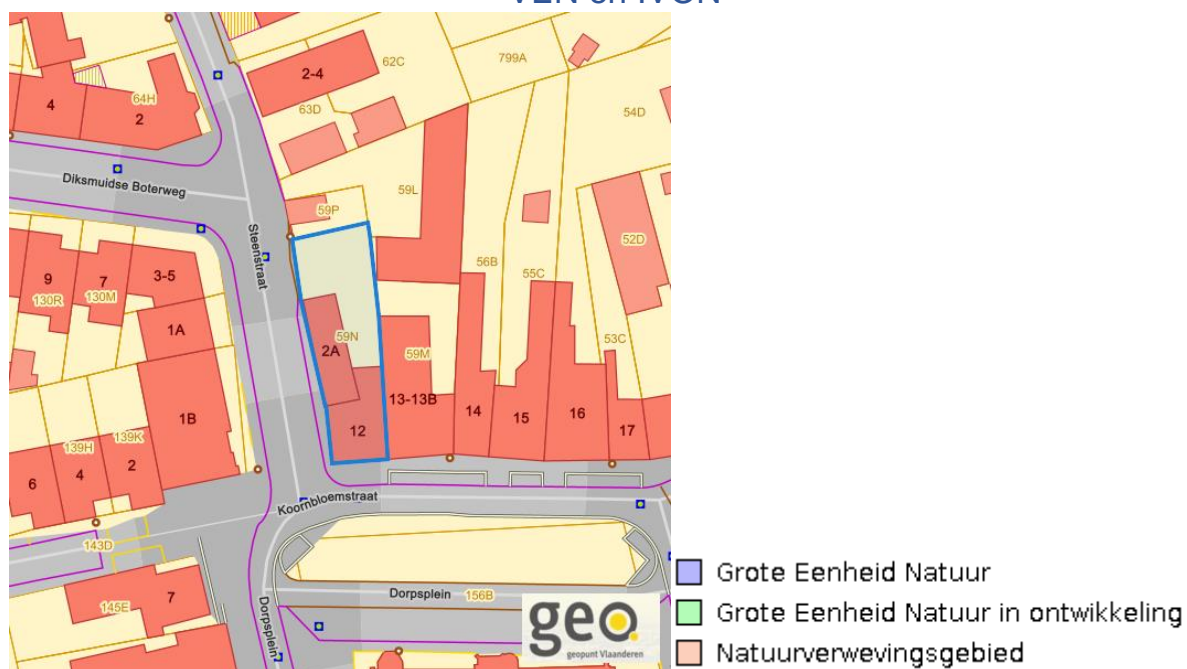 VEN en IVON
2-4
62C
799A
4
64H
2
63D
54D
Diksmuidse Boterweg
59L
59P
Steenstraat
52D
9
7
3-5
56B
55C
130R
130M
1A
59N
2A
59M
53C
13-13B
14
15
16
17
1B
12
139H
139K
6
4
2
Koornbloemstraat
143D
Dorpsplein
156B
145E
7
Dorpsplein
geo
geopunt Vlaanderen
Grote Eenheid Natuur
Grote Eenheid Natuur in ontwikkeling
Natuurverwevingsgebied